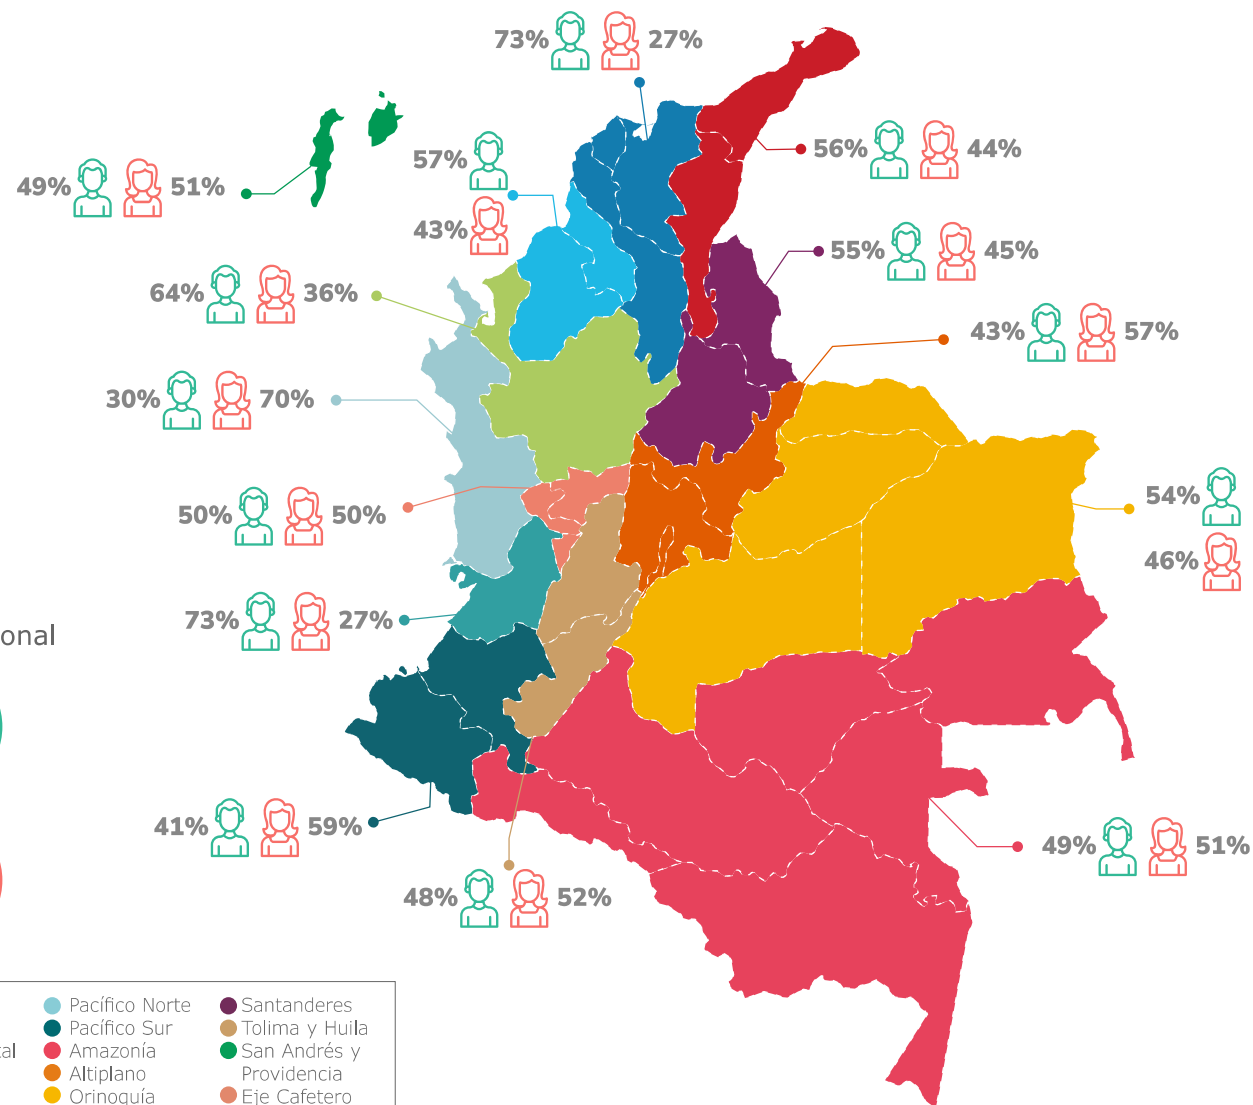 73% 27%
57%
43%
56% 44%
49% 51%
55% 45%
64% 36%
43% 57%
30% 70%
50% 50%
54%
46%
73% 27%
onal
41% 59%
49% 51%
48% 52%
Pacífico Norte
Pacífico Sur
Amazonía
Altiplano
Orinoquía
Santanderes
Tolima y Huila
San Andrés y
Providencia
Eje Cafetero